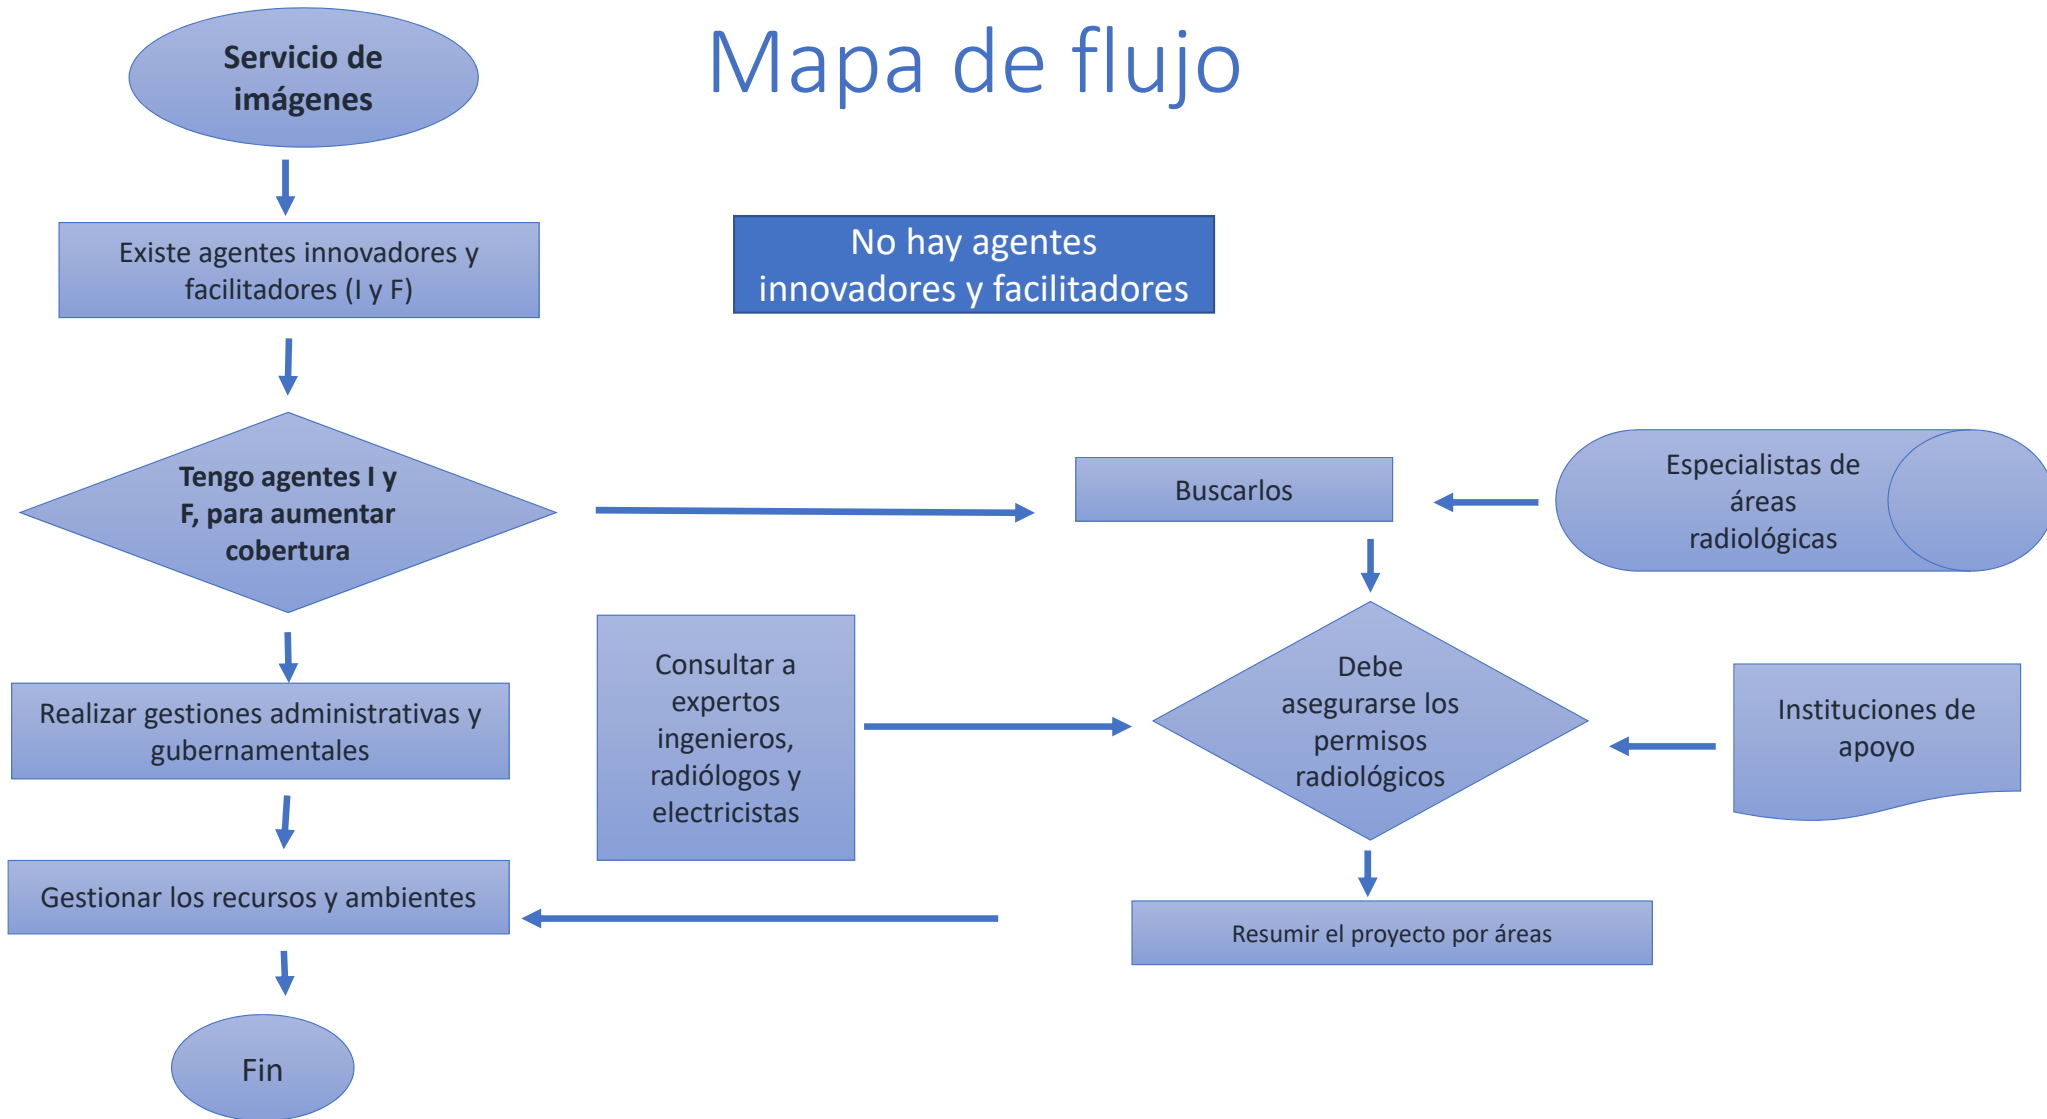 Mapa de flujo
Servicio de
imágenes
Existe agentes innovadores y
facilitadores (I y F)
No hay agentes
innovadores y facilitadores
Tengo agentes I y
F, para aumentar
cobertura
Buscarlos
Especialistas de
áreas
radiológicas
Realizar gestiones administrativas y
gubernamentales
Consultar a
expertos
ingenieros,
radiólogos y
electricistas
Debe
asegurarse los
permisos
radiológicos
Instituciones de
apoyo
Gestionar los recursos y ambientes
Resumir el proyecto por áreas
Fin